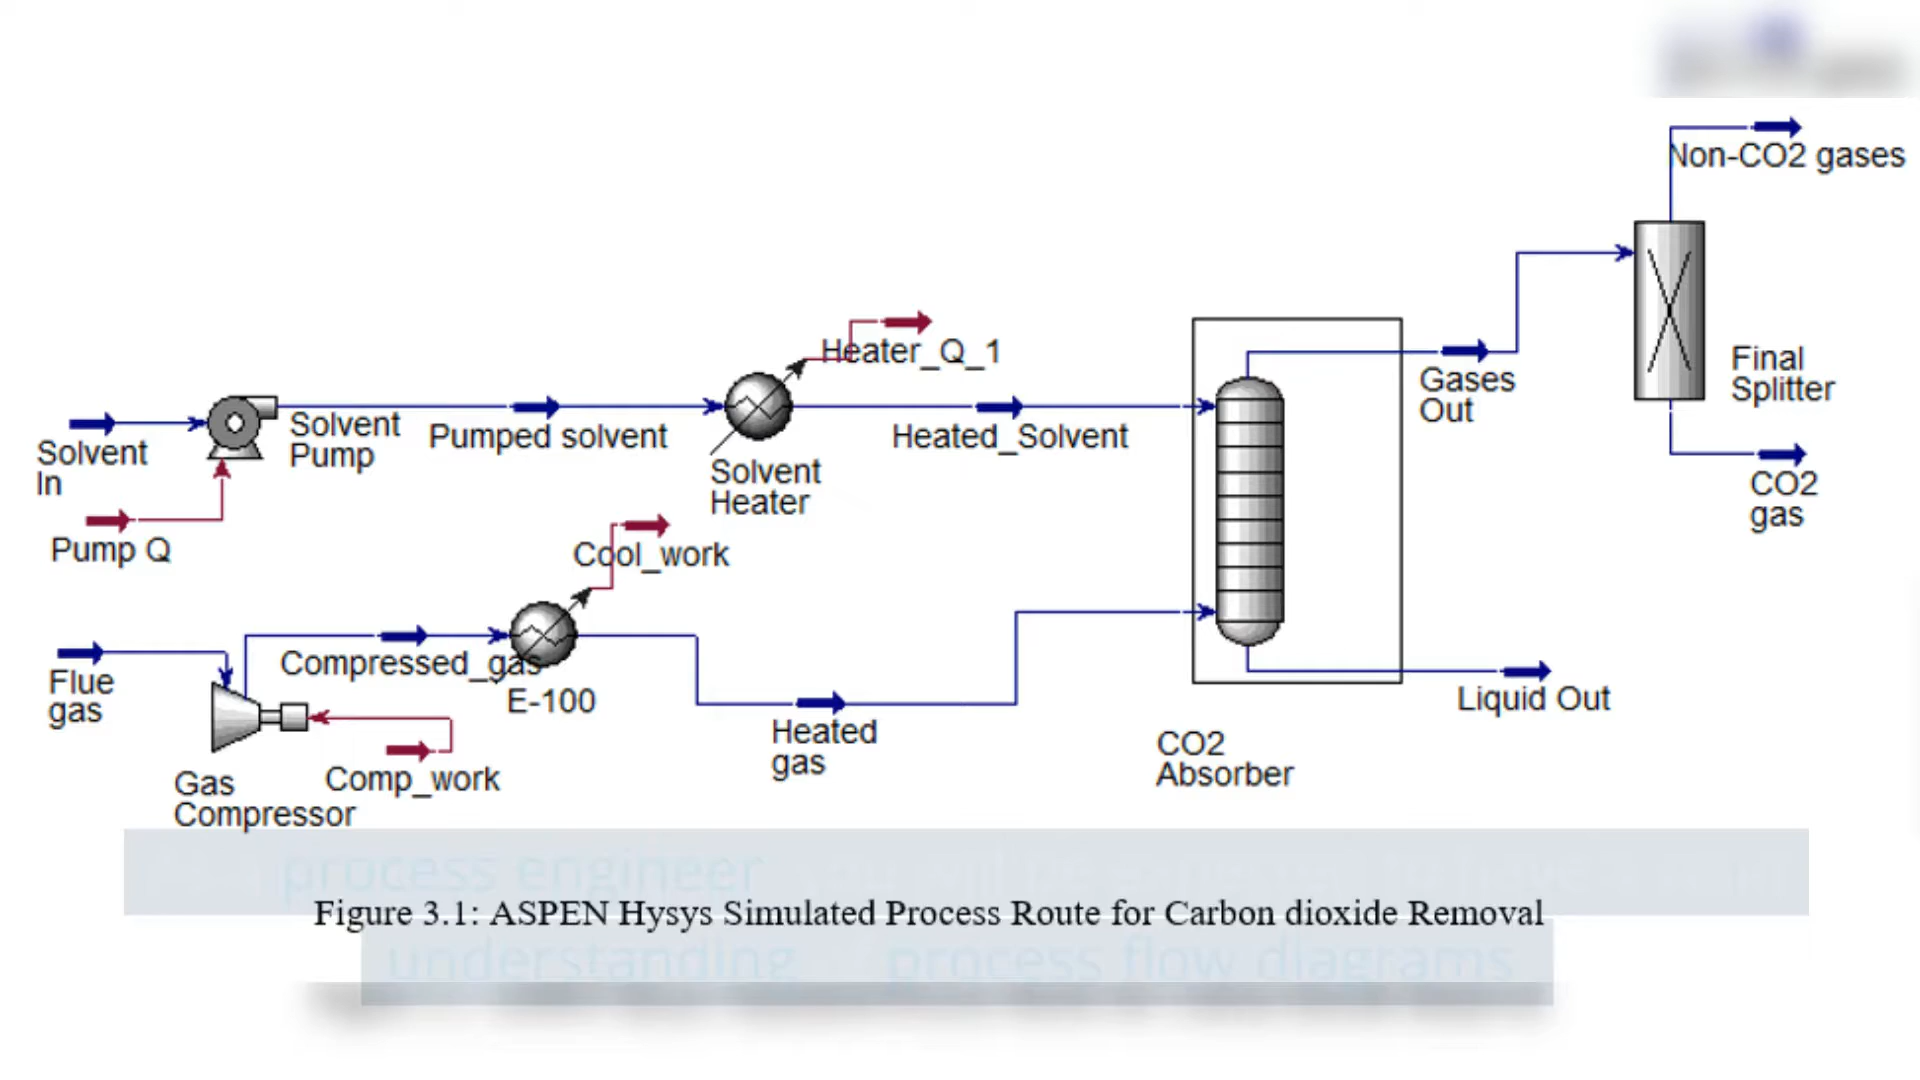 Non-CO2 gases
Final
Splitter
CO2
gas
Heater_Q_1
Gases
Out
Solvent
In
Solvent
Pump
Pumped solvent
Solvent
Heater
Heated_Solvent
Pump Q
Cool_work
Flue
gas
Compressed_gas
E-100
Heated
gas
Liquid Out
Gas
Compressor
Comp_work
CO2
Absorber
process engineer
Figure 3.1: ASPEN Hysys Simulated Process Route for Carbon dioxide Removal
understanding process flow diagrams